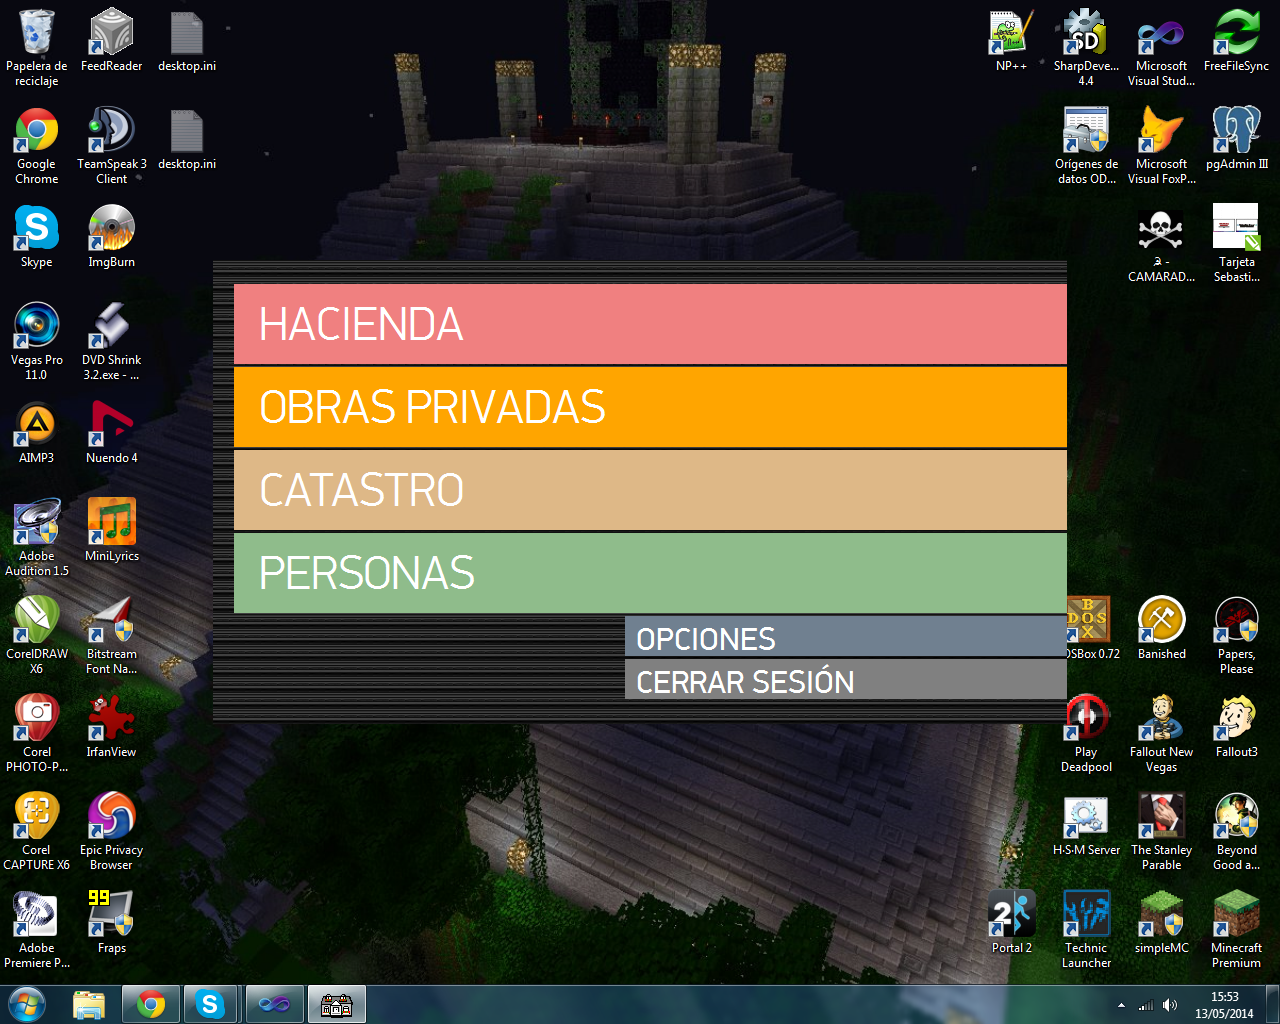 Papelera de
reciclaje
FeedReader
desktop.ini
NP++
SharpDeve...
4.4
Microsoft
Visual Stud...
FreeFileSync
Google
Chrome
TeamSpeak 3
Client
desktop.ini
Orígenes de
datos OD...
Microsoft
Visual FoxP...
pgAdmin III
Skype
ImgBurn
☭ -
CAMARAD...
Tarjeta
Sebasti...
Vegas Pro
11.0
DVD Shrink
3.2.exe - ...
AIMP3
Nuendo 4
Adobe
Audition 1.5
MiniLyrics
CorelDRAW
X6
Bitstream
Font Na...
Corel
PHOTO-P...
IrfanView
Corel
CAPTURE X6
Epic Privacy
Browser
Adobe
Premiere P...
99
Fraps
HACIENDA
OBRAS PRIVADAS
CATASTRO
PERSONAS
OPCIONES
CERRAR SESIÓN
OSBox 0.72
Banished
Papers,
Please
Play
Deadpool
Fallout New
Vegas
Fallout3
H·S·M Server
The Stanley
Parable
Beyond
Good a...
2
Portal 2
Technic
Launcher
simpleMC
Minecraft
Premium
15:53
13/05/2014